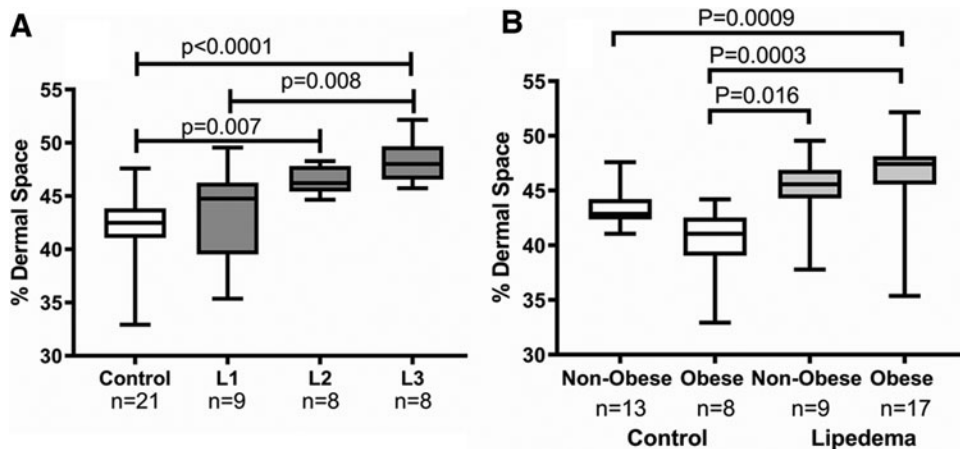 A
p<0.0001
p=0.008
p=0.007
% Dermal Space
55
50
45
40
35
30
Control L1 L2 L3
n=21 n=9 n=8 n=8
B
P=0.0009
P=0.0003
P=0.016
% Dermal Space
55
50
45
40
35
30
Non-Obese Obese Non-Obese Obese
n=13 n=8 n=9 n=17
Control Lipedema